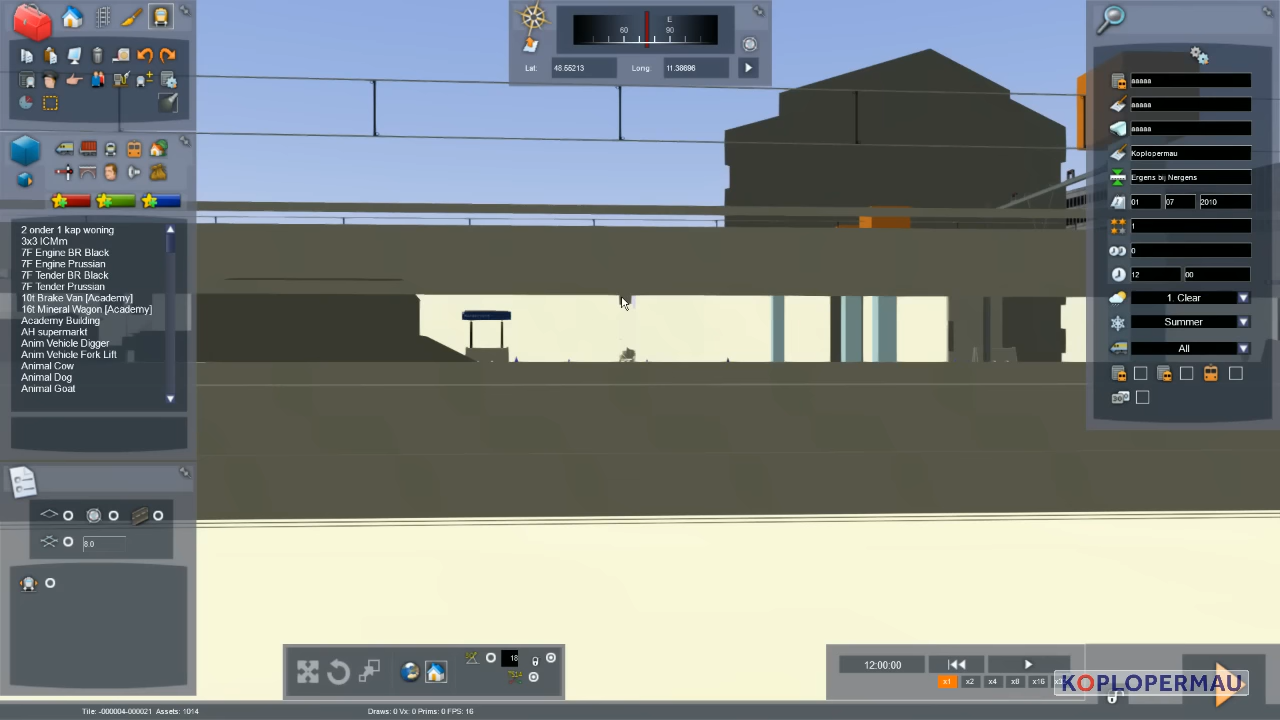 E
60
90
Lat:
48.55213
Long:
11.38696
2 onder 1 kap woning
3x3 ICMm
7F Engine BR Black
7F Engine Prussian
7F Tender BR Black
7F Tender Prussian
10t Brake Van [Academy]
16t Mineral Wagon [Academy]
Academy Building
AH supermarkt
Anim Vehicle Digger
Anim Vehicle Fork Lift
Animal Cow
Animal Dog
Animal Goat
8.0
aaaaa
aaaaa
aaaaa
Koplopermau
Ergens bij Nergens
01
07
2010
1
0
12
00
1. Clear
Summer
All
18
12:00:00
x1
x2
x4
x8
x16
KOPLOPERMAU
Tile: -000004-000021 Assets: 1014
Draws: 0 Vx: 0 Prims: 0 FPS: 16